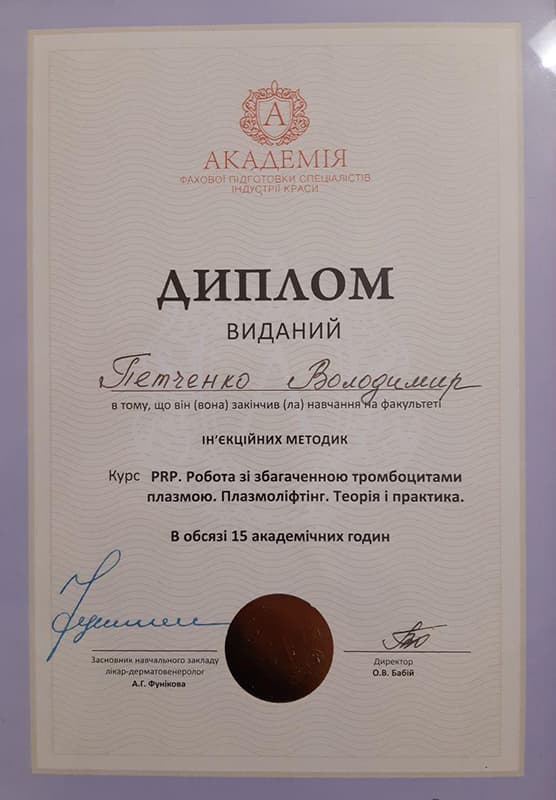 А
АКАДЕМІЯ
ФАХОВОЇ ПІДГОТОВКИ СПЕЦІАЛІСТІВ
ІНДУСТРІЇ КРАСИ
ДИПЛОМ
ВИДАНИЙ
Петченко Володимир
в тому, що він (вона) закінчив (ла) навчання на факультеті
ІН’ЄКЦІЙНИХ МЕТОДИК
Курс PRP. Робота зі збагаченною тромбоцитами
плазмою. Плазмоліфтінг. Теорія і практика.
В обсязі 15 академічних годин
Засновник навчального закладу
лікар-дерматовенеролог
А.Г. Фунікова
Директор
О.В. Бабій